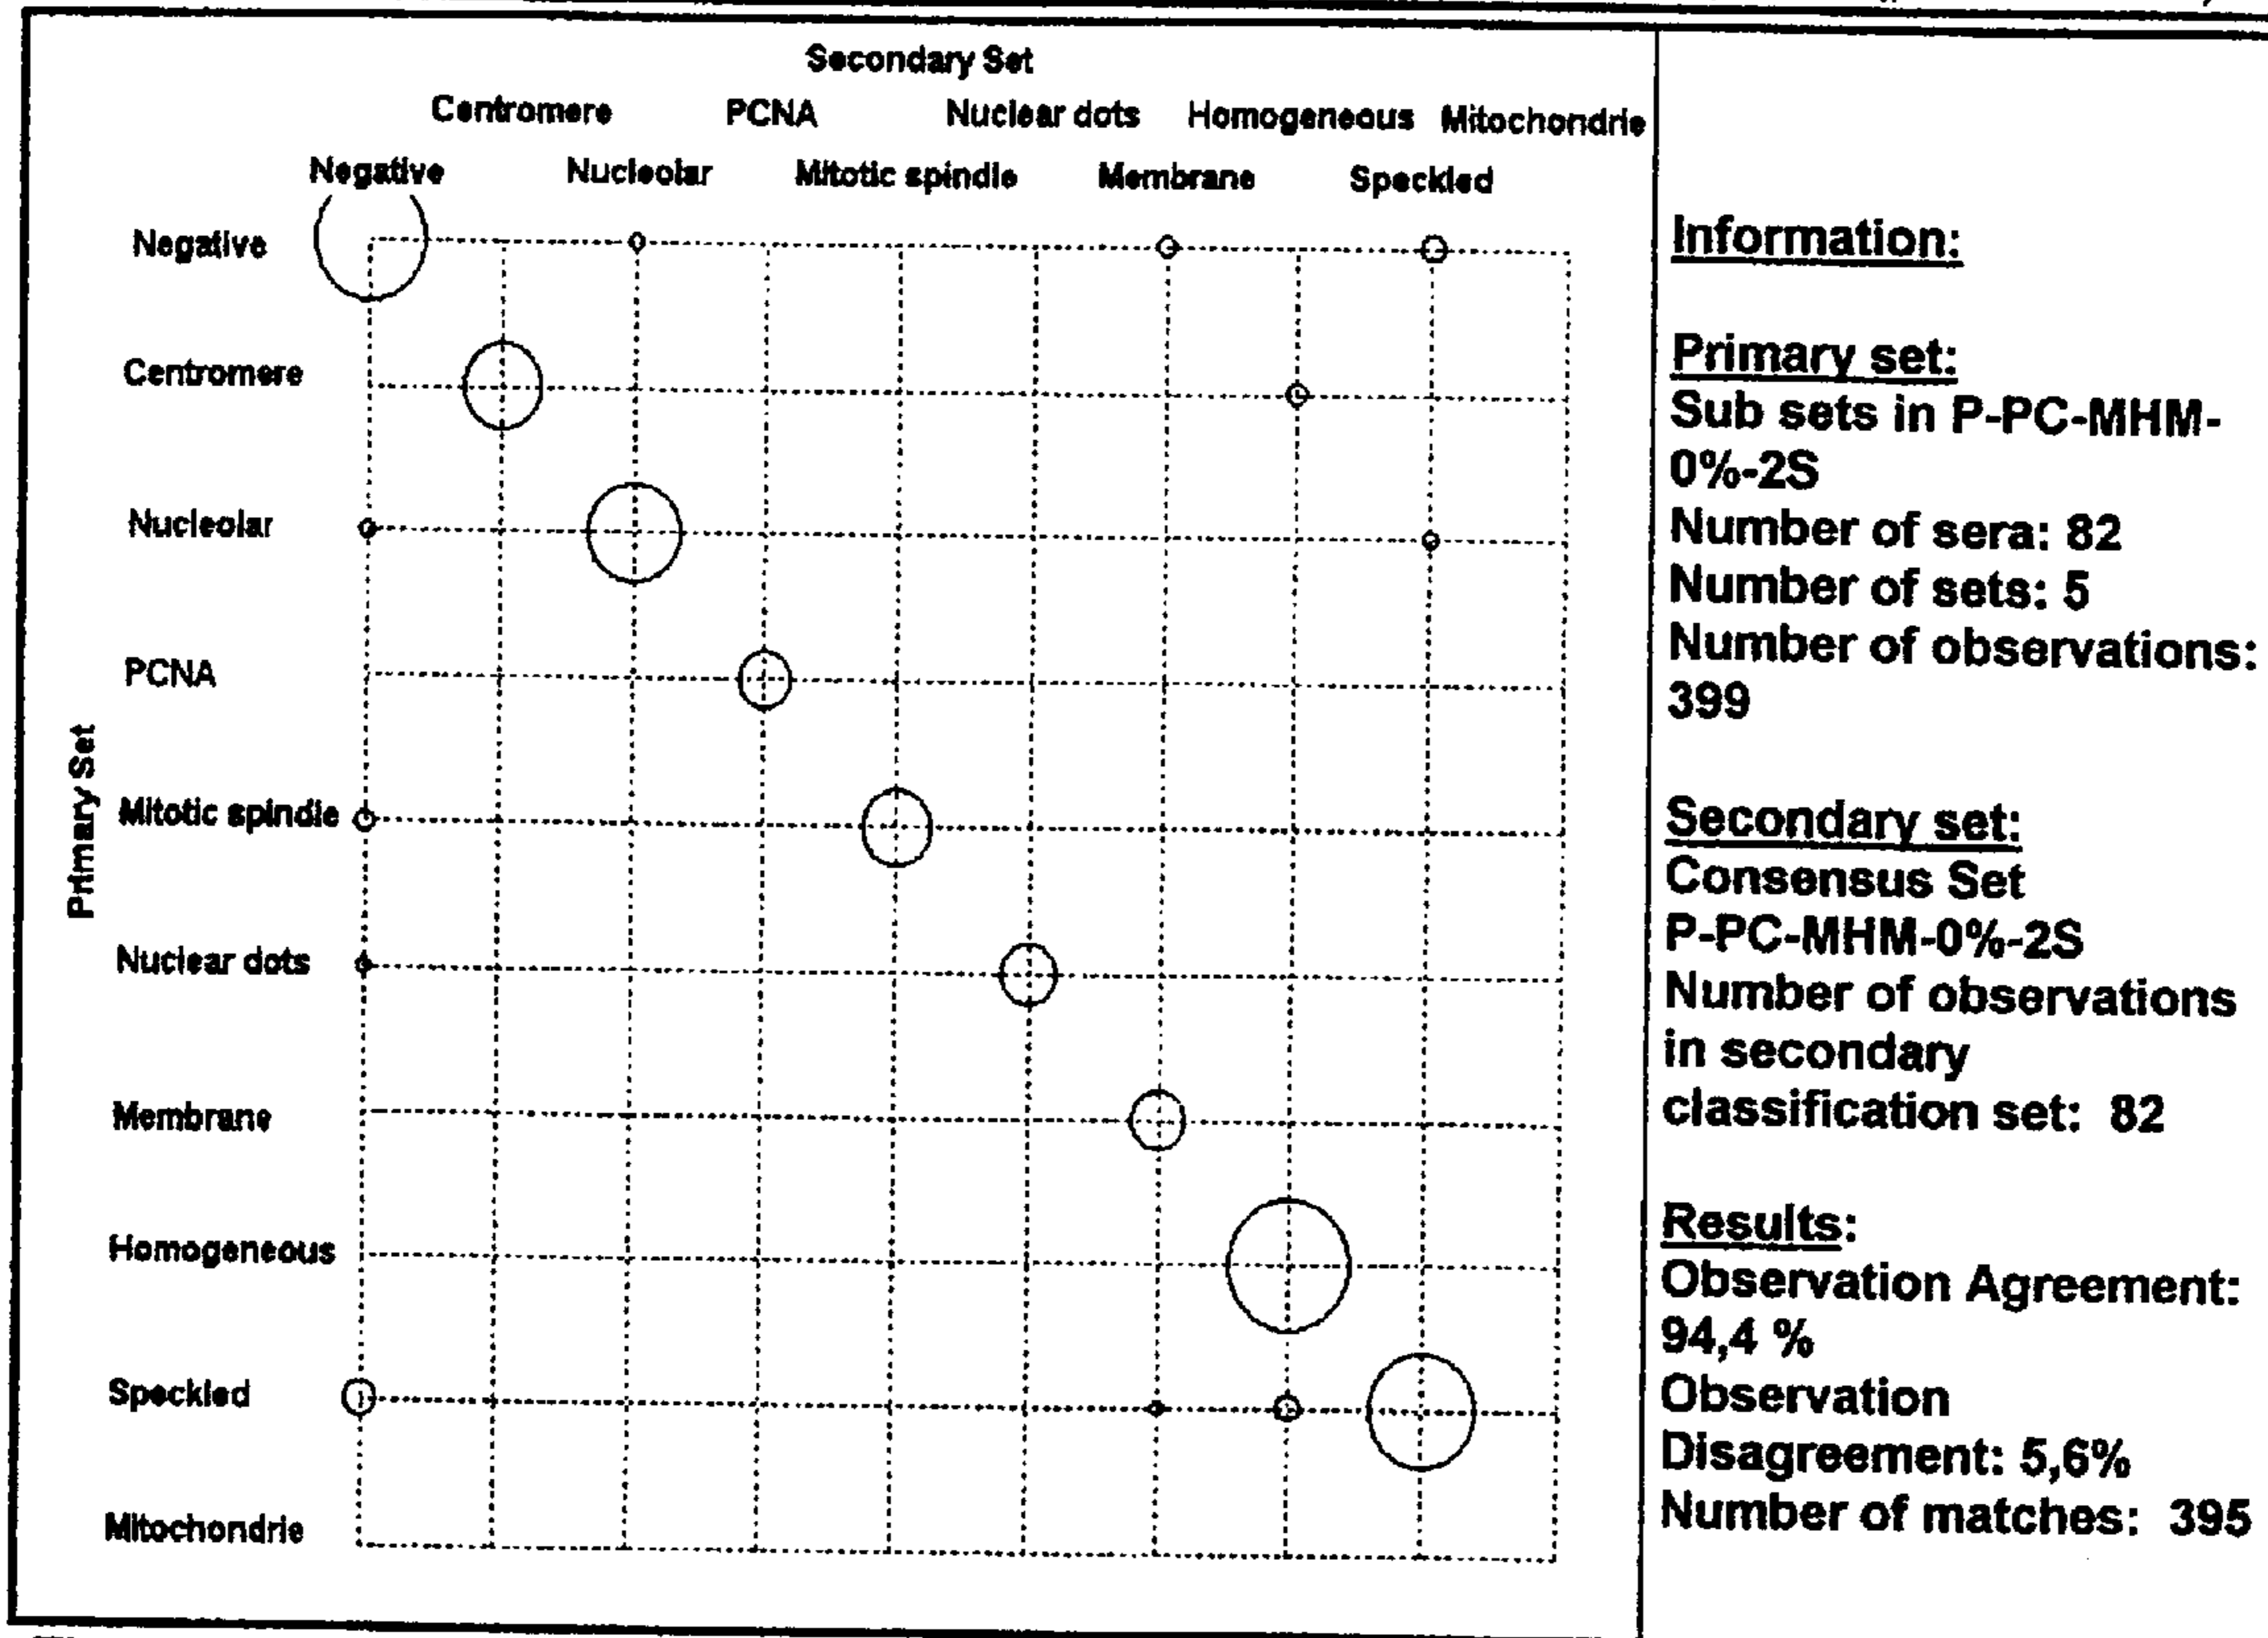 Secondary Set
Centromere PCNA Nuclear dots Homogeneous Mitochondrie
Negative Nucleolar Mitotic spindle Membrane Speckled
Primary Set
Negative
Centromere
Nucleolar
PCNA
Mitotic spindle
Nuclear dots
Membrane
Homogeneous
Speckled
Mitochondrie
Information:
Primary set:
Sub sets in P-PC-MHM-
0%-2S
Number of sera: 82
Number of sets: 5
Number of observations:
399
Secondary set:
Consensus Set
P-PC-MHM-0%-2S
Number of observations
in secondary
classification set: 82
Results:
Observation Agreement:
94,4 %
Observation
Disagreement: 5,6%
Number of matches: 395